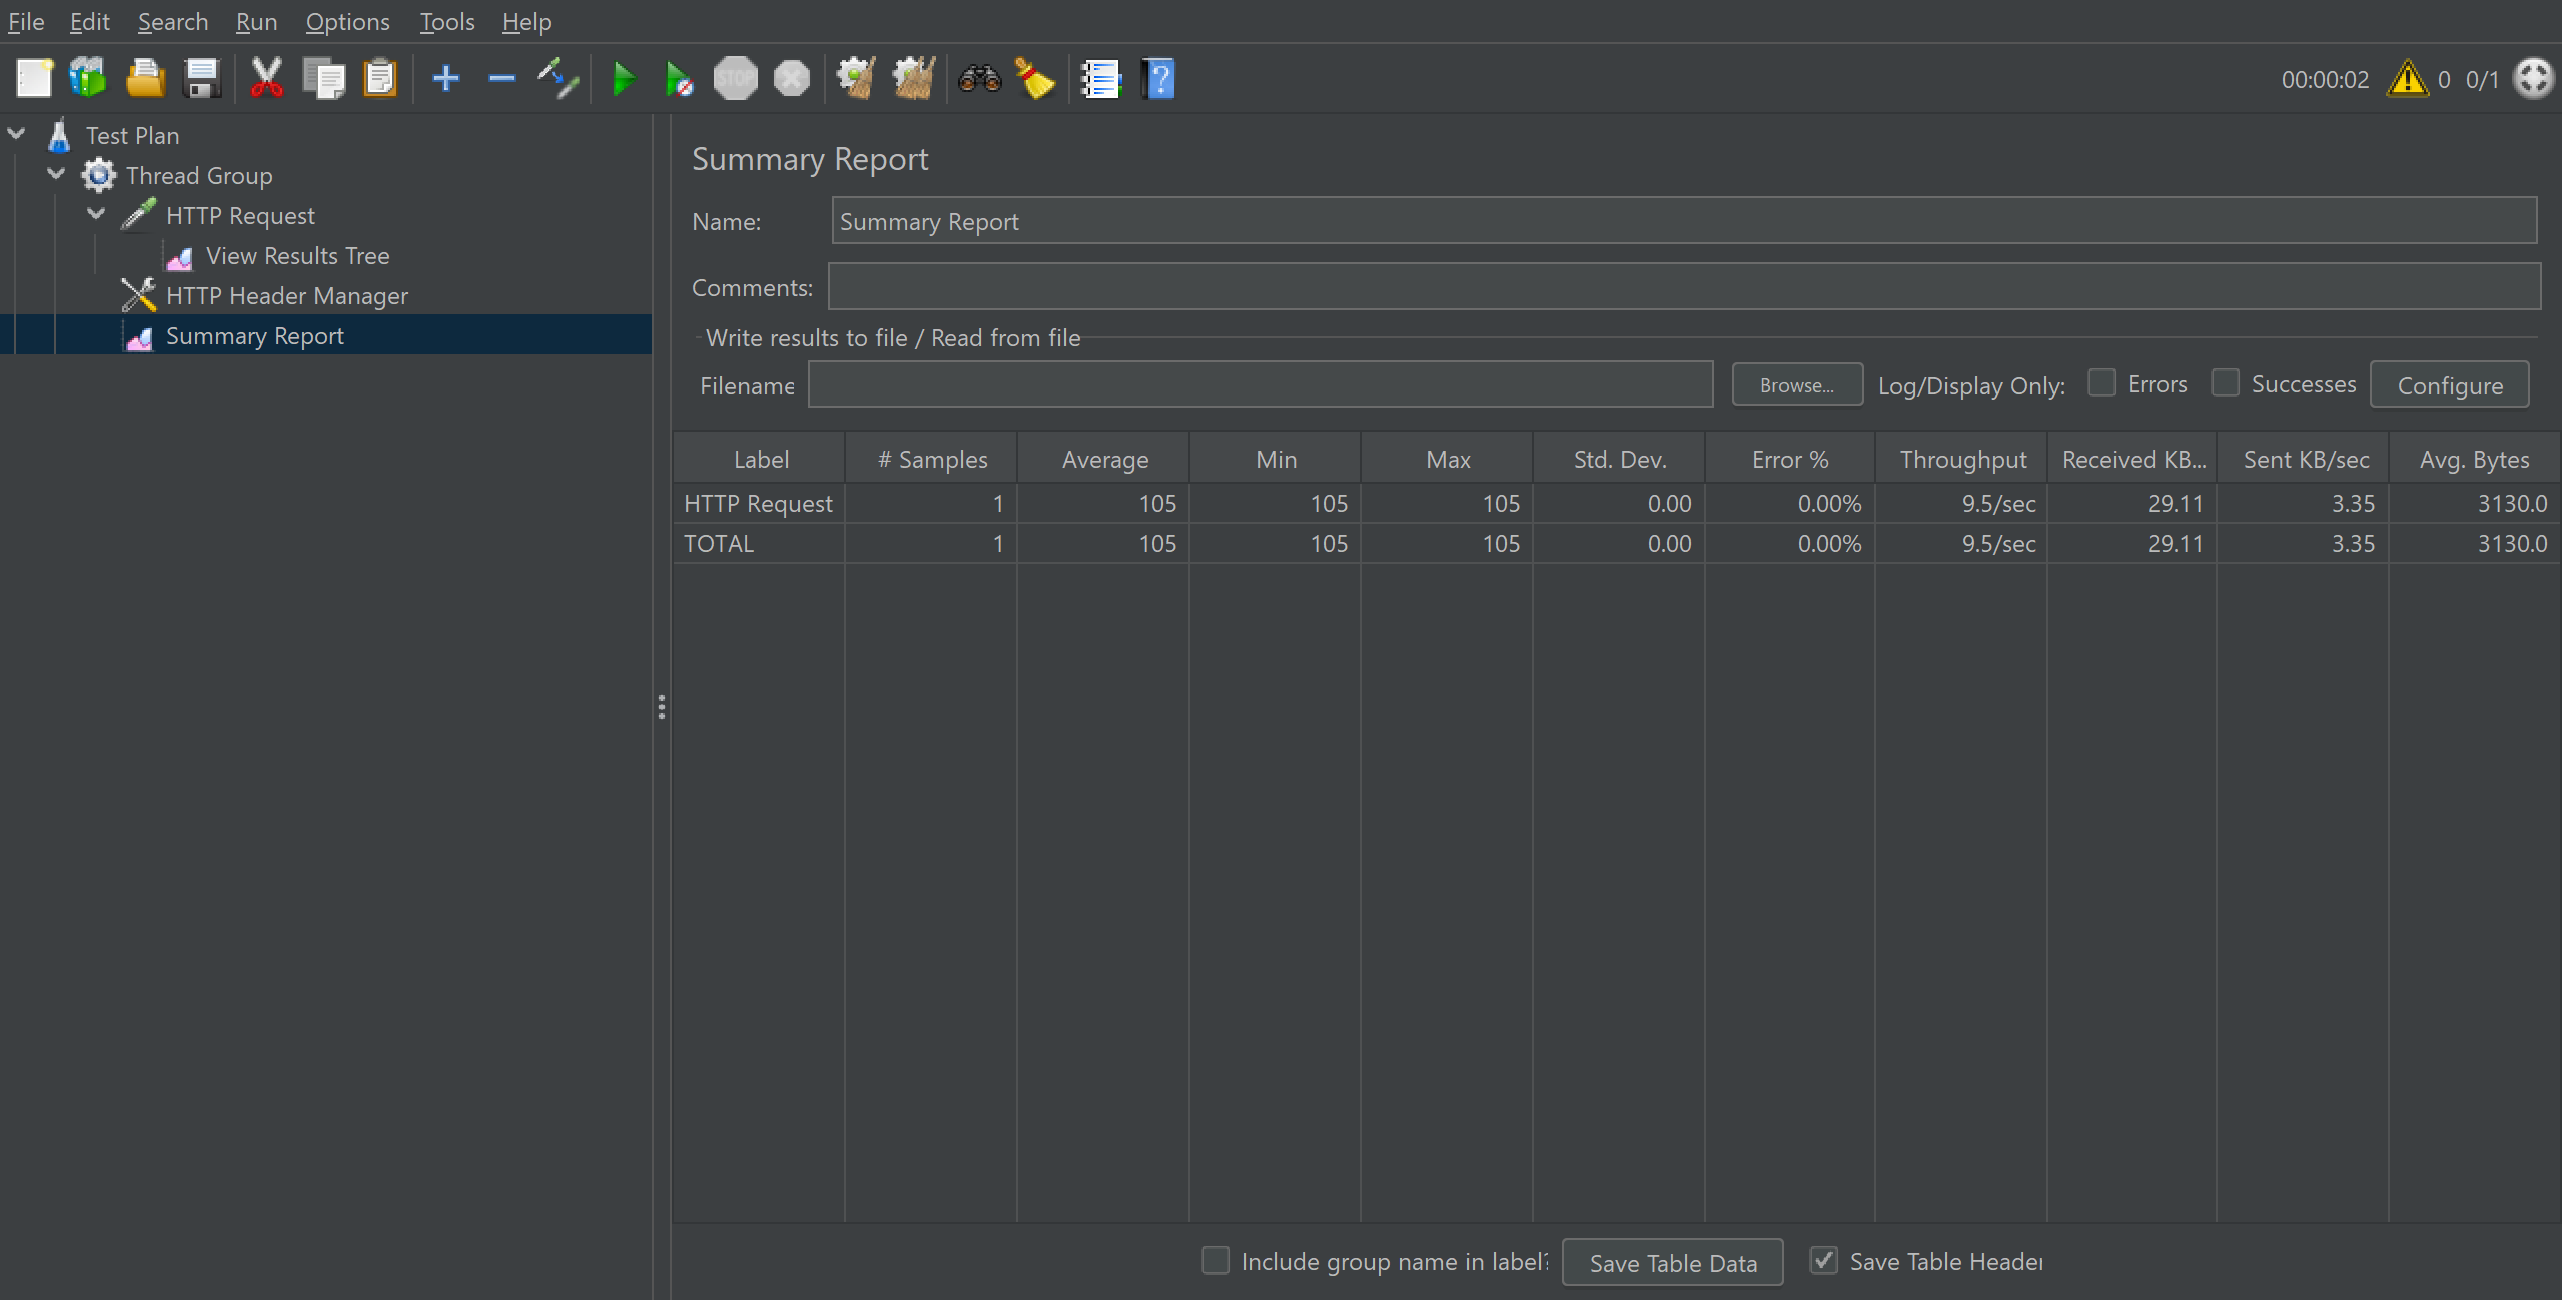 File Edit Search Run Options Tools Help
STOP
00:00:02 0 0/1
Test Plan
Thread Group
HTTP Request
View Results Tree
HTTP Header Manager
Summary Report
Summary Report
Name: Summary Report
Comments:
Write results to file / Read from file
Filename Browse... Log/Display Only: Errors Successes Configure
Label # Samples Average Min Max Std. Dev. Error % Throughput Received KB... Sent KB/sec Avg. Bytes
HTTP Request 1 105 105 105 0.00 0.00% 9.5/sec 29.11 3.35 3130.0
TOTAL 1 105 105 105 0.00 0.00% 9.5/sec 29.11 3.35 3130.0
Include group name in label? Save Table Data Save Table Header